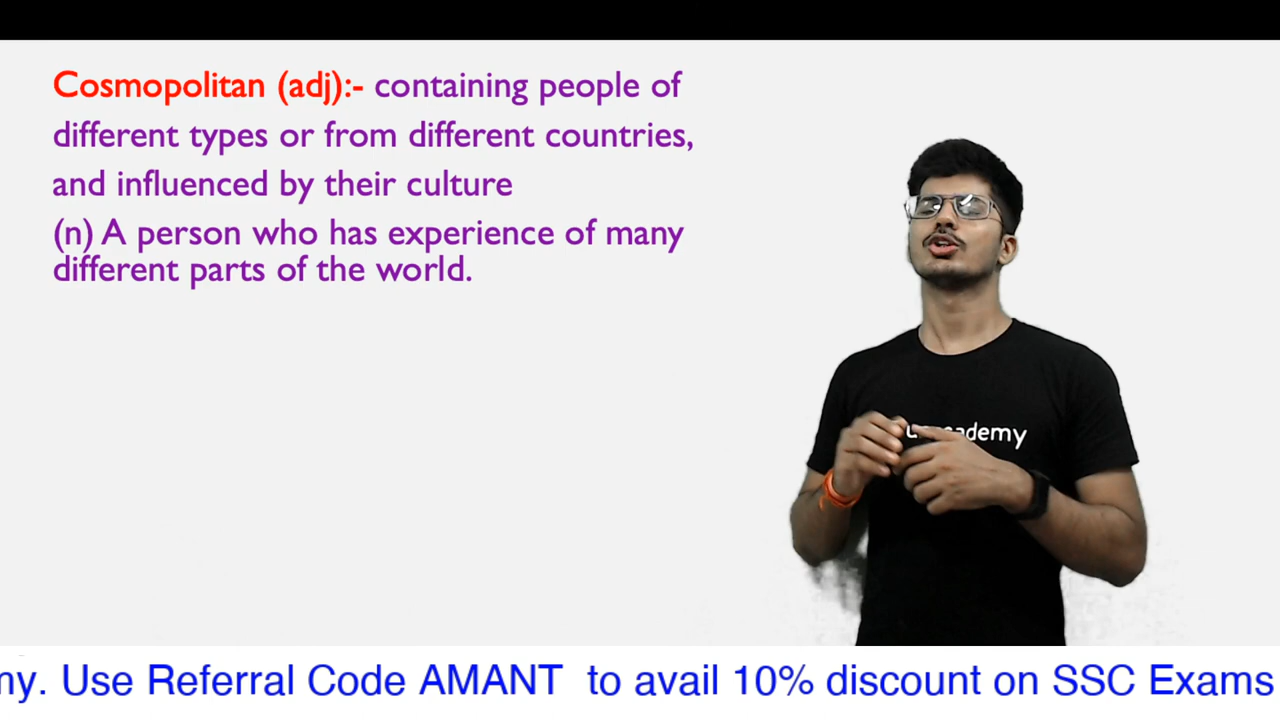 Cosmopolitan (adj):- containing people of
different types or from different countries,
and influenced by their culture
(n) A person who has experience of many
different parts of the world.
ademy
ny. Use Referral Code AMANT to avail 10% discount on SSC Exams